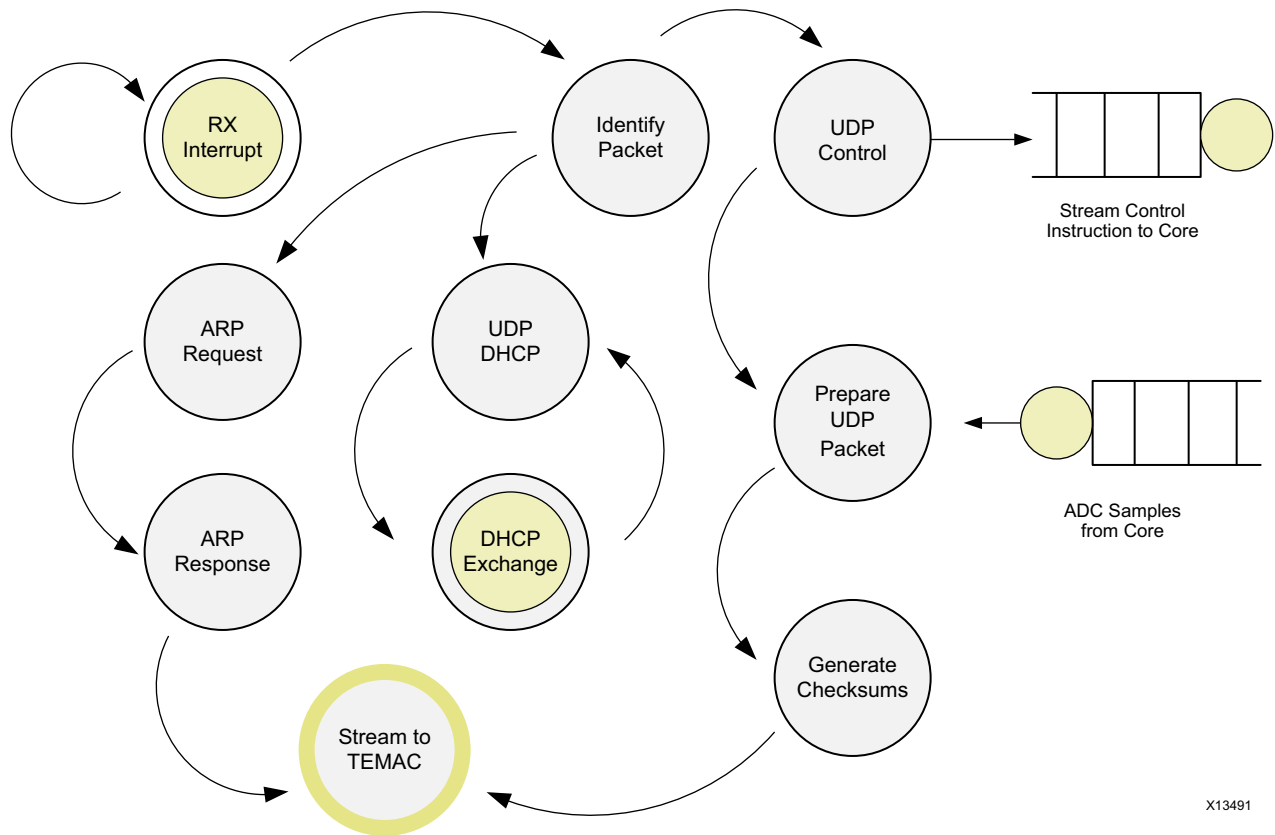 RX
Interrupt
Identify
Packet
UDP
Control
Stream Control
Instruction to Core
ARP
Request
UDP
DHCP
Prepare
UDP
Packet
ADC Samples
from Core
ARP
Response
DHCP
Exchange
Generate
Checksums
Stream to
TEMAC
X13491